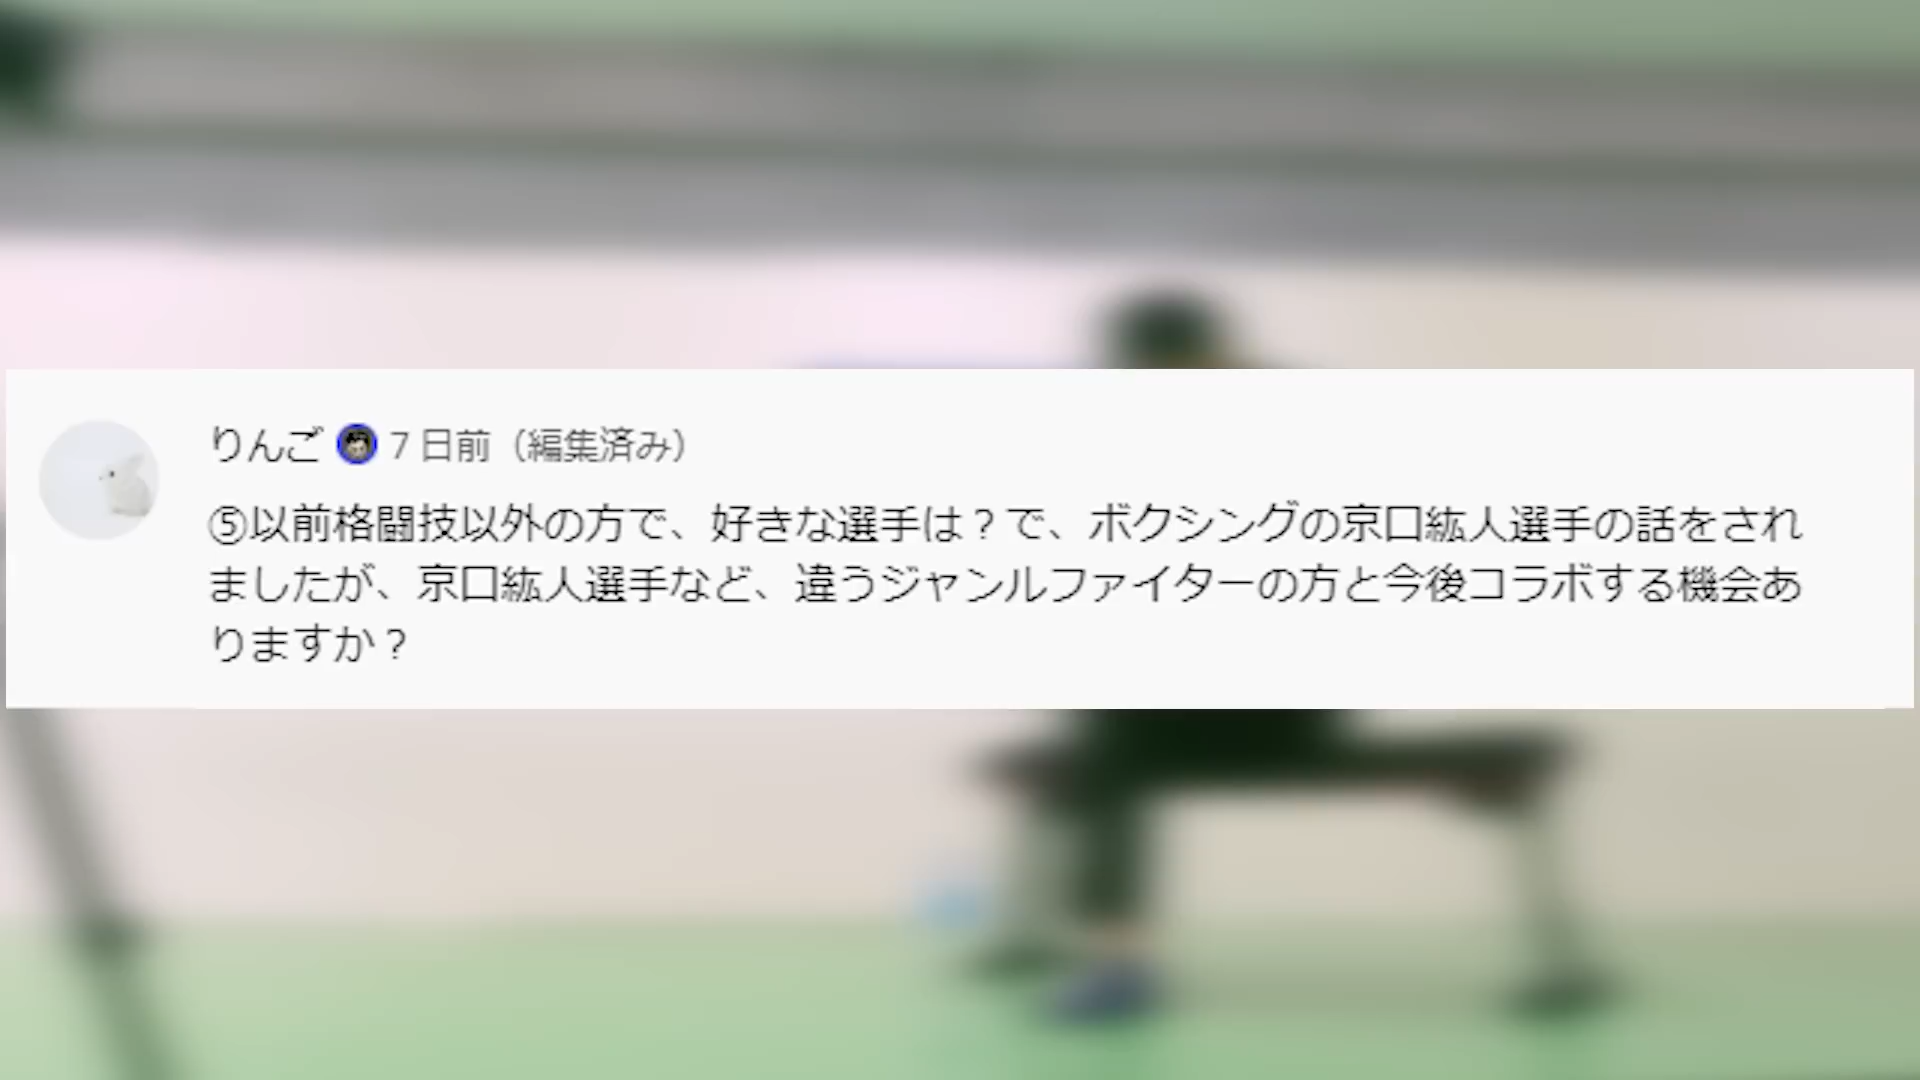 りんご 7 日前（編集済み）
⑤以前格闘技以外の方で、好きな選手は？で、ボクシングの京口紘人選手の話をされ
ましたが、京口紘人選手など、違うジャンルファイターの方と今後コラボする機会あ
りますか？